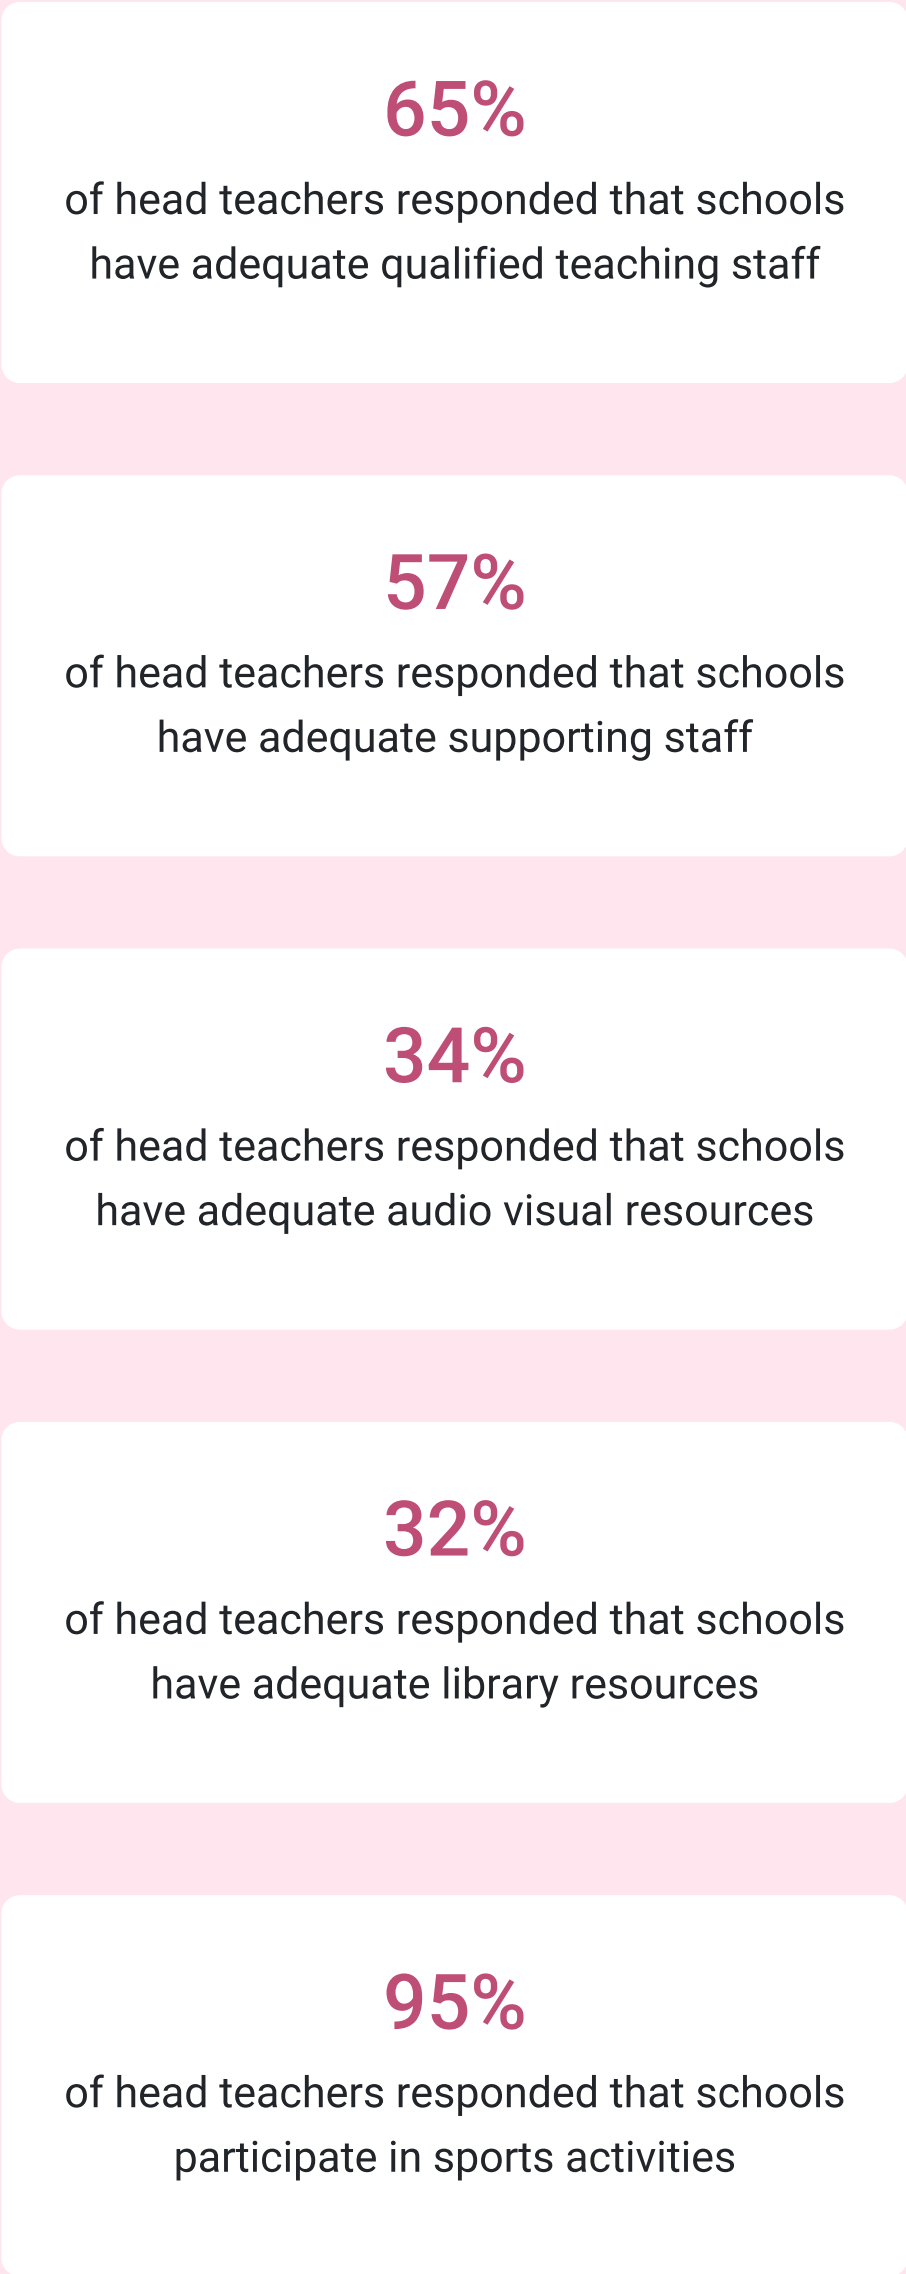 65%
of head teachers responded that schools
have adequate qualified teaching staff
57%
of head teachers responded that schools
have adequate supporting staff
34%
of head teachers responded that schools
have adequate audio visual resources
32%
of head teachers responded that schools
have adequate library resources
95%
of head teachers responded that schools
participate in sports activities